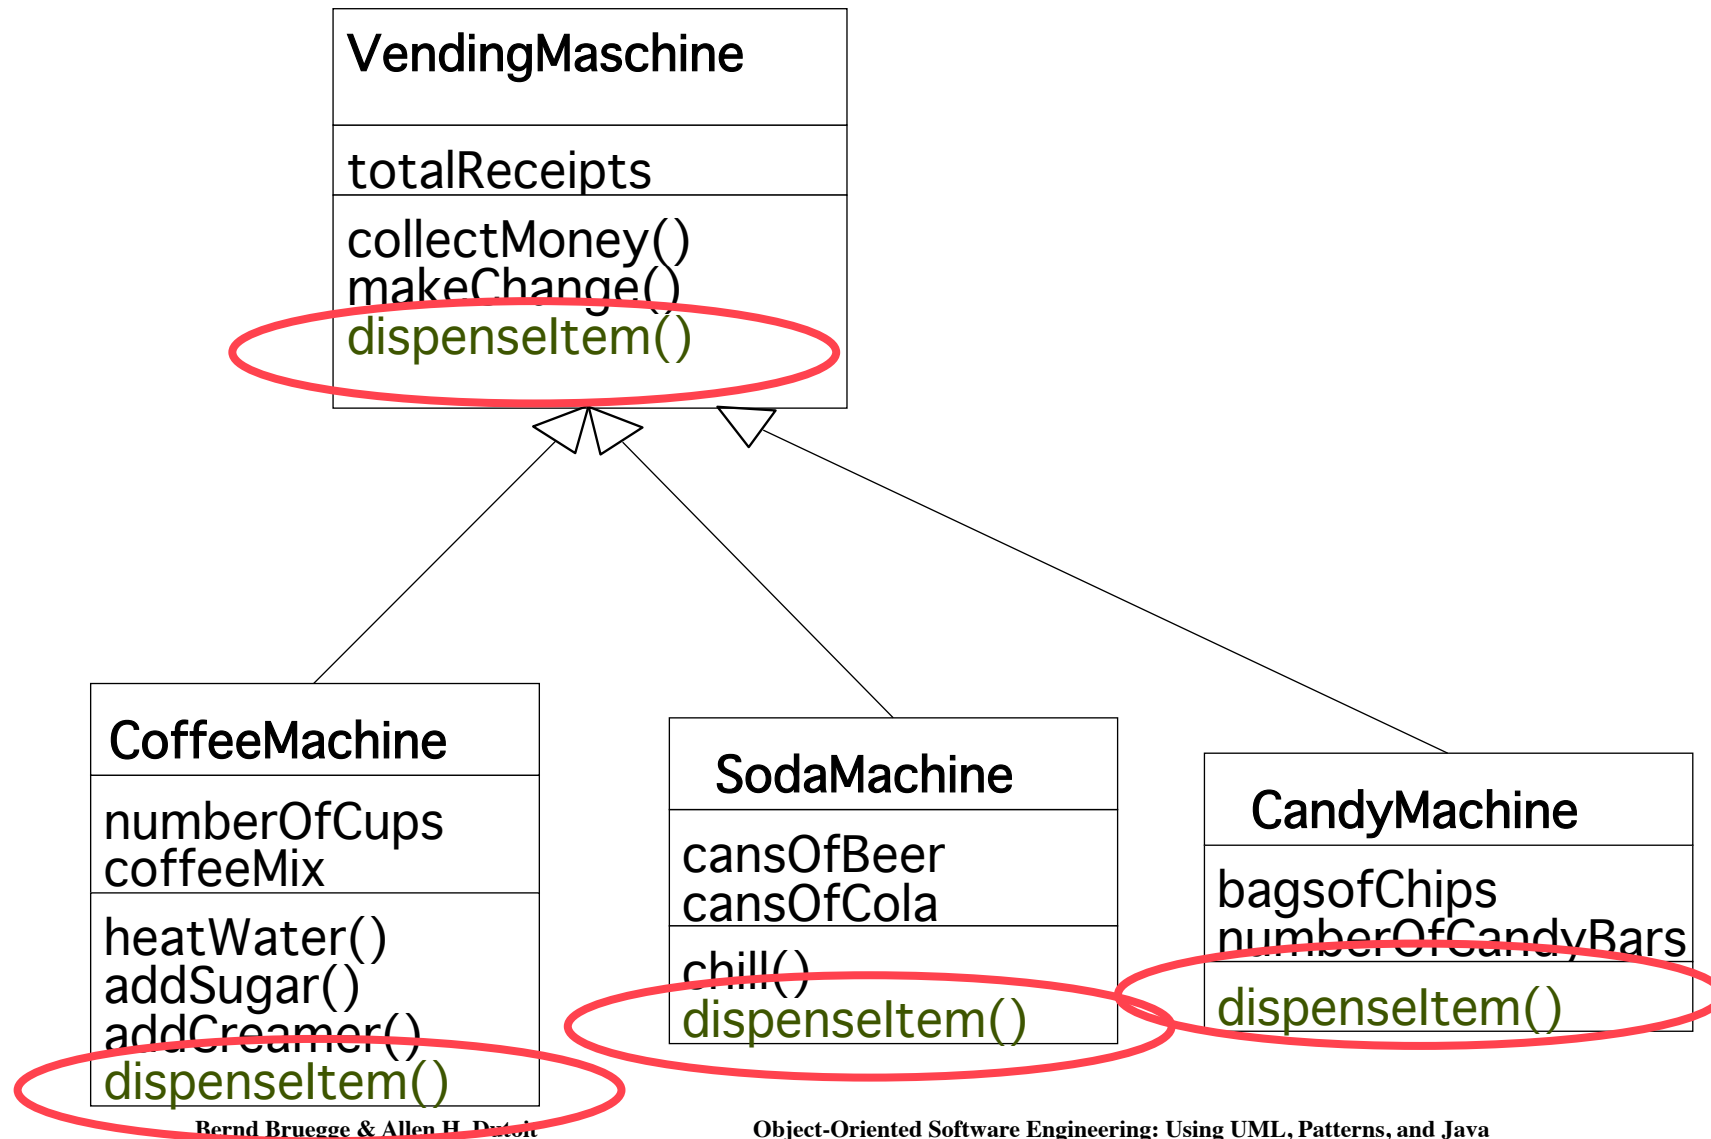 VendingMaschine
totalReceipts
collectMoney()
makeChange()
dispenseItem()
CoffeeMachine
numberOfCups
coffeeMix
heatWater()
addSugar()
addCreamer()
dispenseItem()
SodaMachine
cansOfBeer
cansOfCola
chill()
dispenseItem()
CandyMachine
bagsofChips
numberOfCandyBars
dispenseItem()
Bernd Bruegge & Allen H. Dutoit
Object-Oriented Software Engineering: Using UML, Patterns, and Java